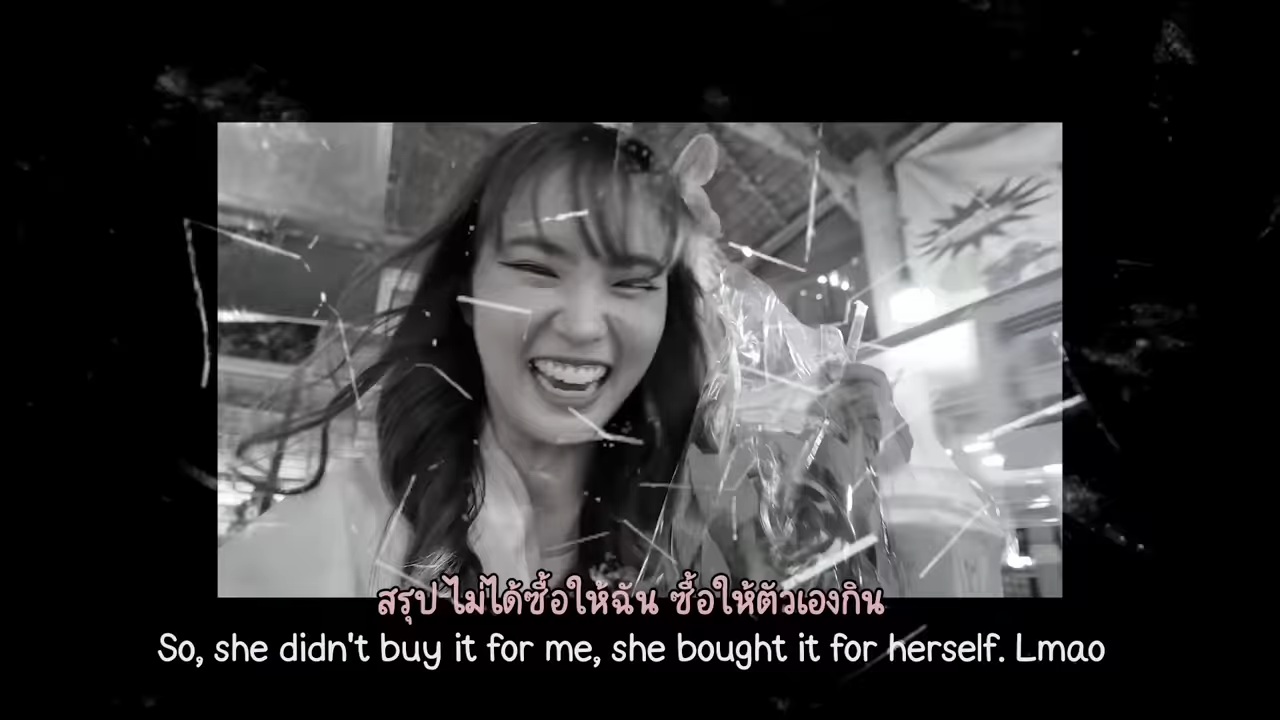 สรุป ไม่ได้ซื้อให้ฉัน ซื้อให้ตัวเองกิน
So, she didn't buy it for me, she bought it for herself. Lmao